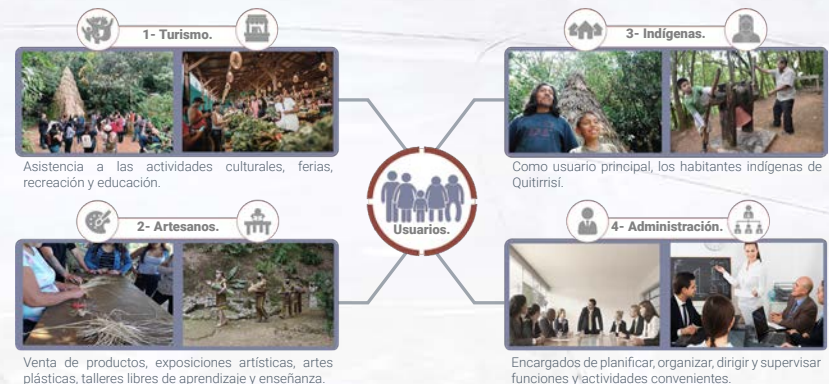 1- Turismo.
Asistencia a las actividades culturales, ferias,
recreación y educación.
2- Artesanos.
Venta de productos, exposiciones artísticas, artes
plásticas, talleres libres de aprendizaje y enseñanza.
Usuarios.
3- Indígenas.
Como usuario principal, los habitantes indígenas de
Quitirrisí.
4- Administración.
Encargados de planificar, organizar, dirigir y supervisar
funciones y actividades convenientes.